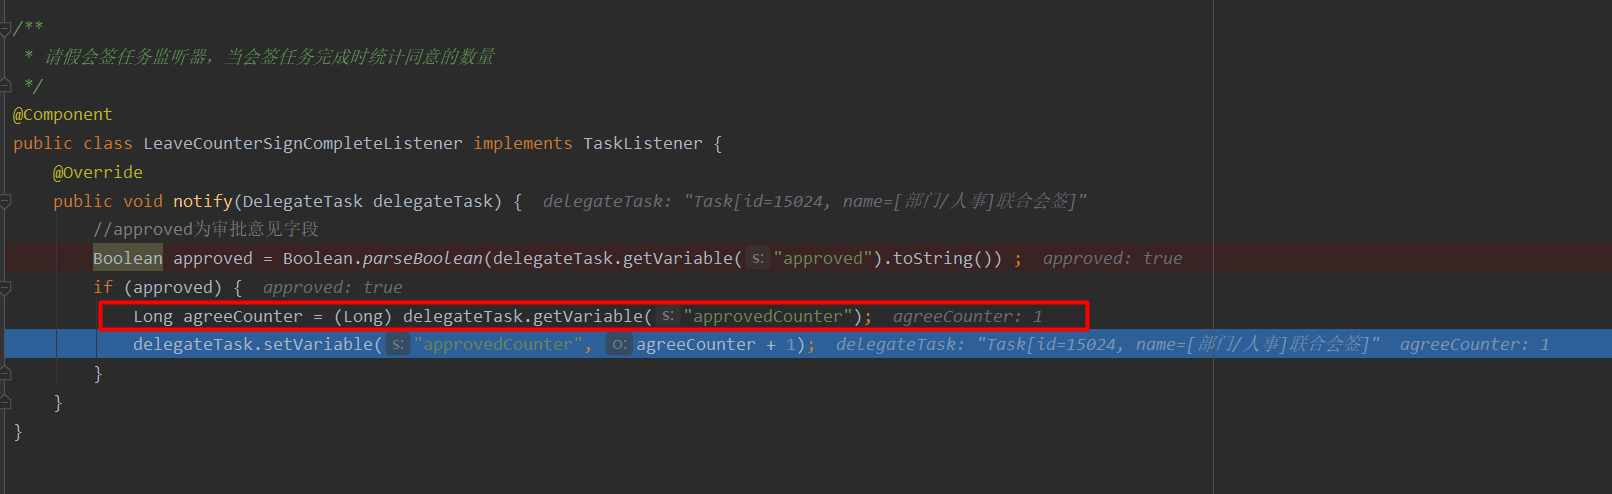 /**
* 请假会签任务监听器，当会签任务完成时统计同意的数量
*/
@Component
public class LeaveCounterSignCompleteListener implements TaskListener {
@Override
public void notify(DelegateTask delegateTask) { delegateTask: "Task[id=15024, name=[部门/人事]联合会签]"
//approved为审批意见字段
Boolean approved = Boolean.parseBoolean(delegateTask.getVariable( s: "approved").toString()) ; approved: true
if (approved) { approved: true
Long agreeCounter = (Long) delegateTask.getVariable( s: "approvedCounter"); agreeCounter: 1
delegateTask.setVariable( s: "approvedCounter", o: agreeCounter + 1); delegateTask: "Task[id=15024, name=[部门/人事]联合会签]" agreeCounter: 1
}
}
}